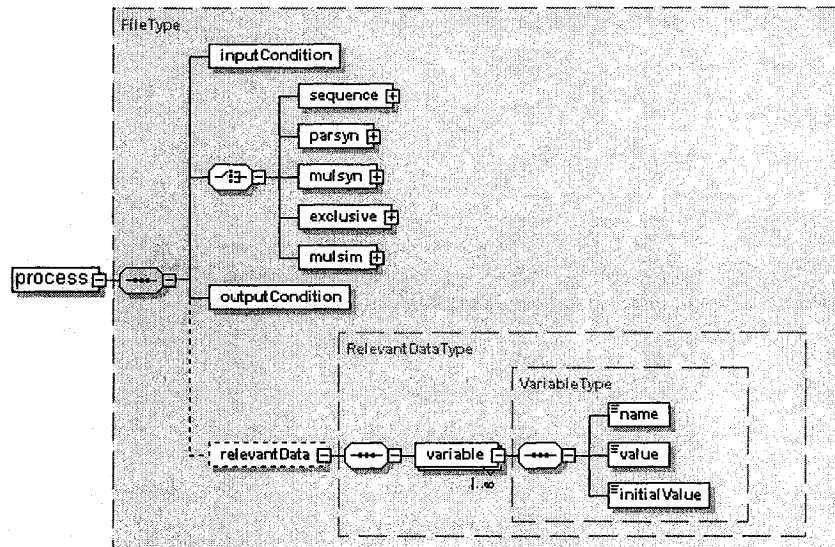 FileType
inputCondition
sequence
parsyn
mulsyn
exclusive
mulsim
process
outputCondition
RelevantDataType
VariableType
name
relevantData
variable
value
1..∞
initialValue